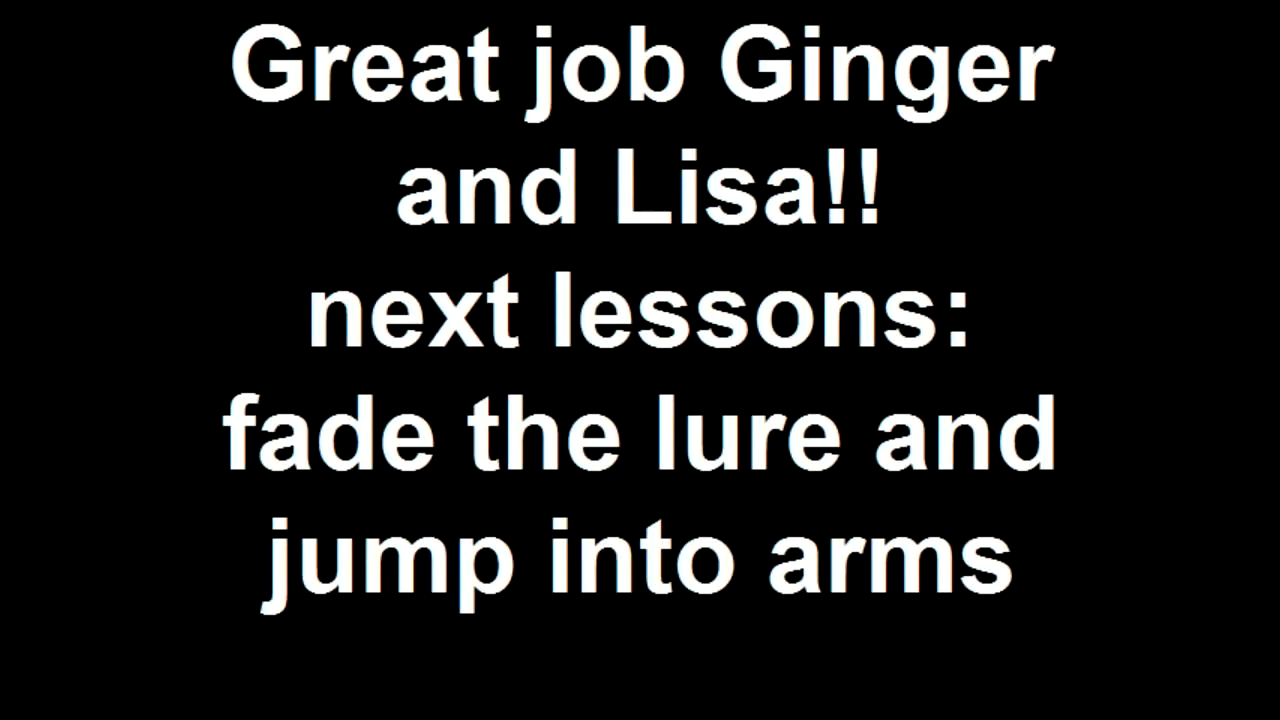 Great job Ginger
and Lisa!!
next lessons:
fade the lure and
jump into arms